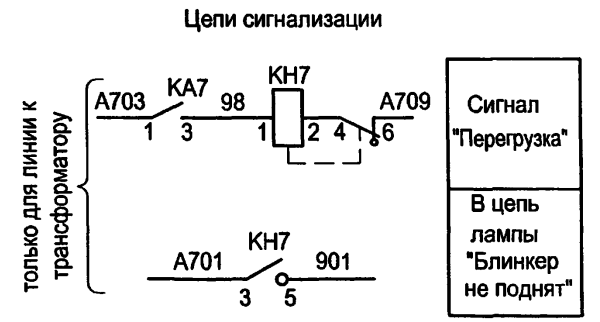 Цепи сигнализации
только для линии к
трансформатору
KH7
A703 KA7 98 A709
1 3 1 2 4 6
Сигнал
"Перегрузка"
KH7
A701 901
3 5
В цепь
лампы
"Блинкер
не поднят"